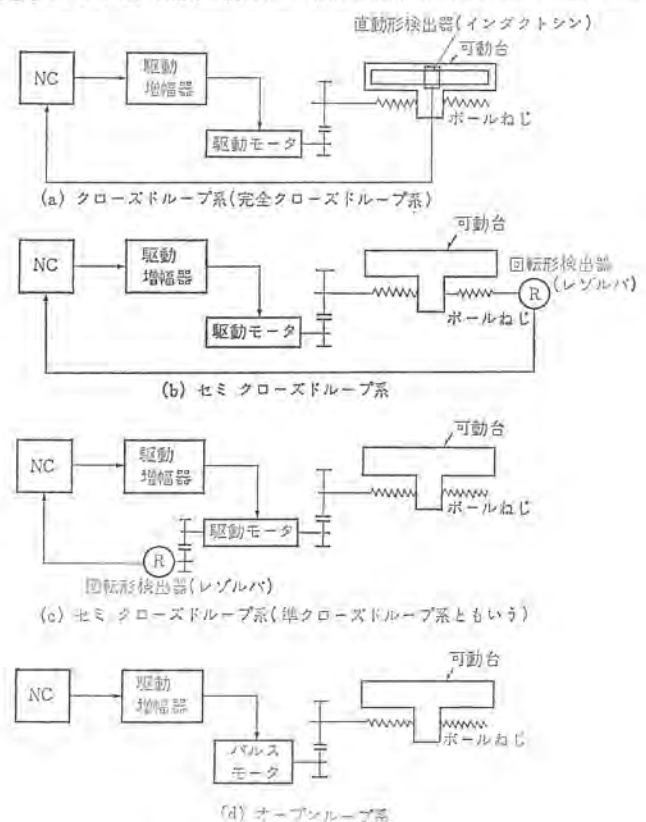 直動形検出器(インダクトシン)
可動台
NC
駆動
増幅器
駆動モータ
ボールねじ
(a) クローズドループ系(完全クローズドループ系)
可動台
NC
駆動
増幅器
回転形検出器
(レゾルバ)
R
駆動モータ
ボールねじ
(b) セミ クローズドループ系
可動台
NC
駆動
増幅器
駆動モータ
ボールねじ
R
回転形検出器(レゾルバ)
(c) セミ クローズドループ系(準クローズドループ系ともいう)
可動台
NC
駆動
増幅器
パルス
モータ
ボールねじ
(d) オープンループ系